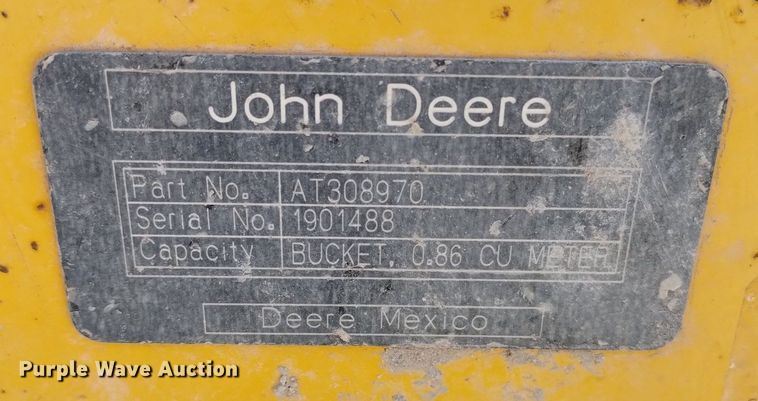 John Deere
Part No. AT308970
Serial No. 1901488
Capacity BUCKET, 0.86 CU METER
Deere Mexico
Purple Wave Auction